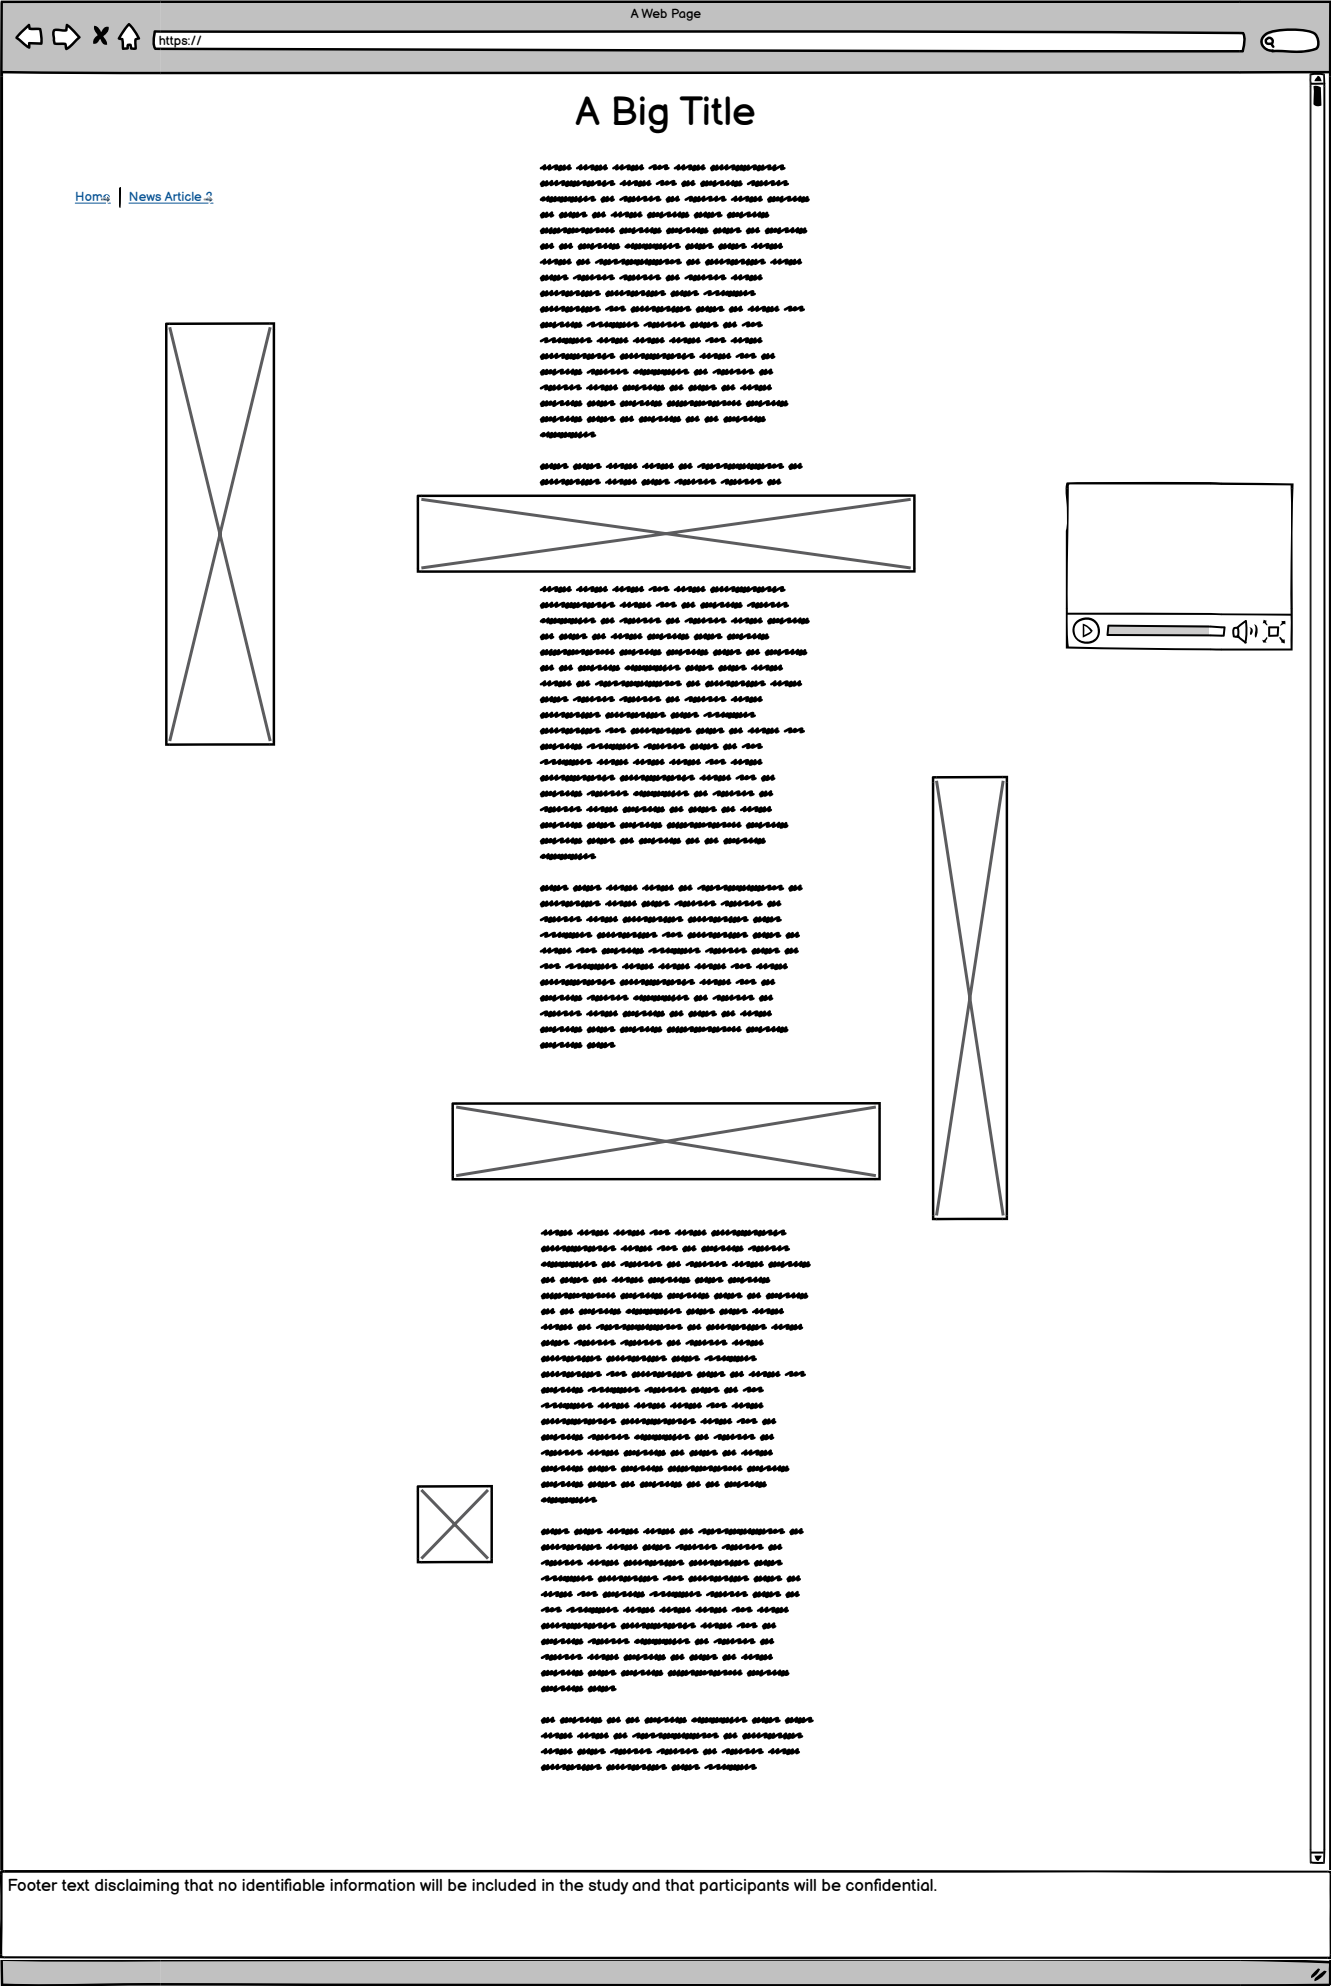 A Web Page
https://
A Big Title
Home | News Article 2
Footer text disclaiming that no identifiable information will be included in the study and that participants will be confidential.